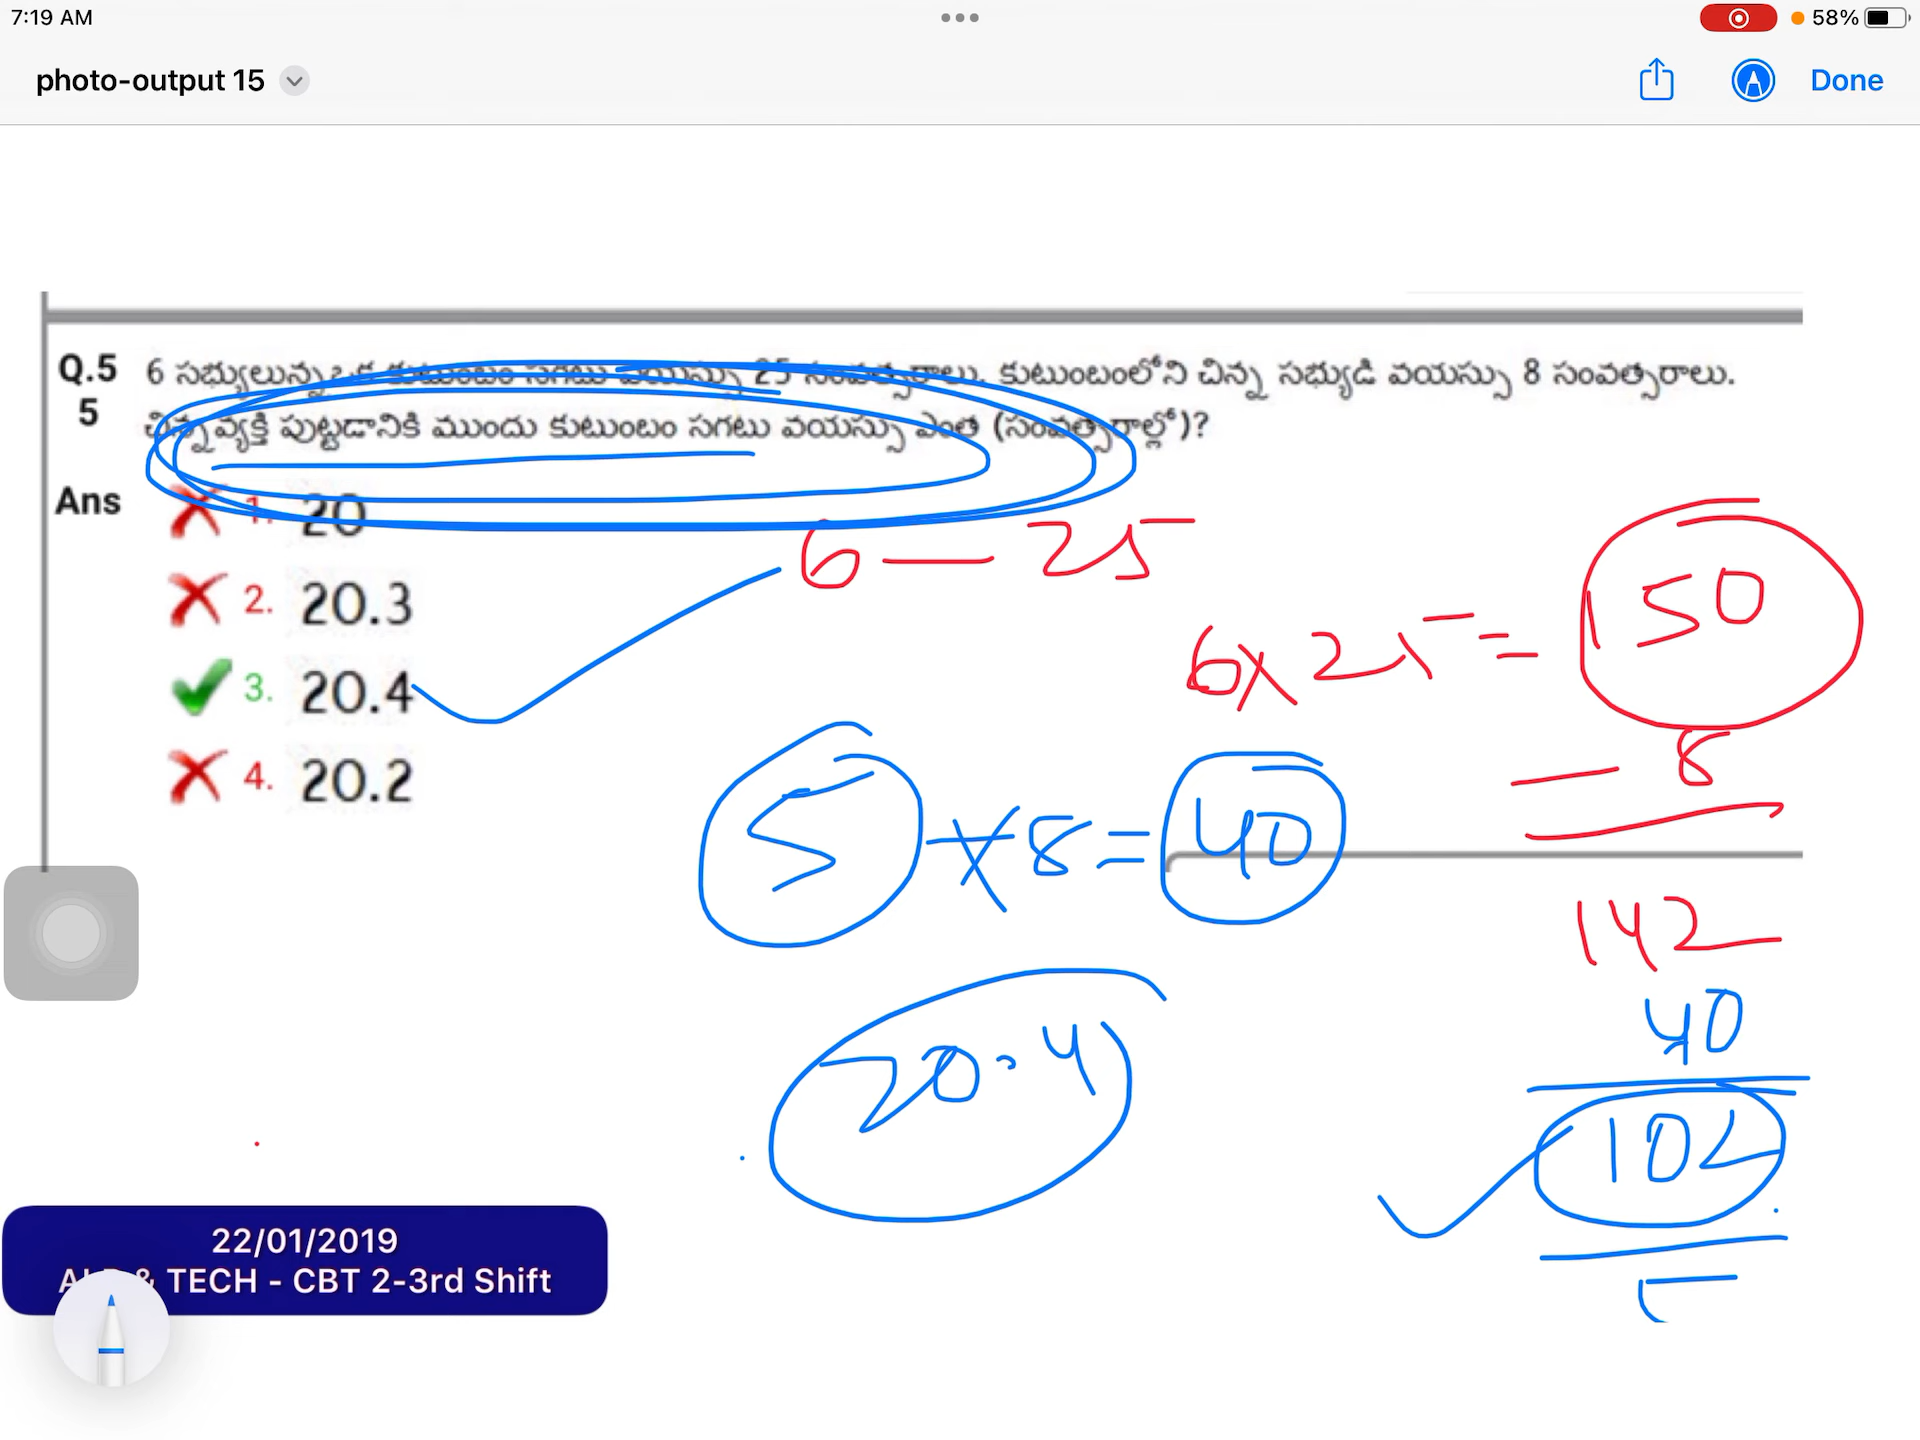 7:19 AM
58%
photo-output 15
Done
Q.5 6 సభ్యులున్న ఒక కుటుంబం సగటు వయస్సు 25 సంవత్సరాలు. కుటుంబంలోని చిన్న సభ్యుడి వయస్సు 8 సంవత్సరాలు.
5 చిన్నవ్యక్తి పుట్టడానికి ముందు కుటుంబం సగటు వయస్సు ఎంత (సంవత్సరాల్లో)?
Ans 1. 20
6 — 25
2. 20.3
6x25= 150
3. 20.4
— 8
4. 20.2
5 x 8 = 40
142
40
20.4
102
5
22/01/2019
TECH - CBT 2-3rd Shift